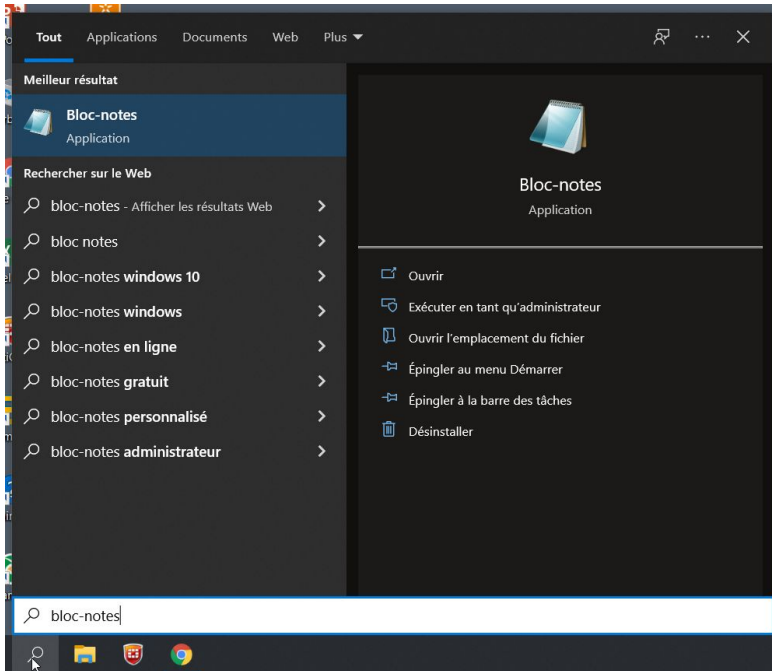 Tout Applications Documents Web Plus
Meilleur résultat
Bloc-notes
Application
Rechercher sur le Web
bloc-notes - Afficher les résultats Web
bloc notes
bloc-notes windows 10
bloc-notes windows
bloc-notes en ligne
bloc-notes gratuit
bloc-notes personnalisé
bloc-notes administrateur
Bloc-notes
Application
Ouvrir
Exécuter en tant qu'administrateur
Ouvrir l'emplacement du fichier
Épingler au menu Démarrer
Épingler à la barre des tâches
Désinstaller
bloc-notes